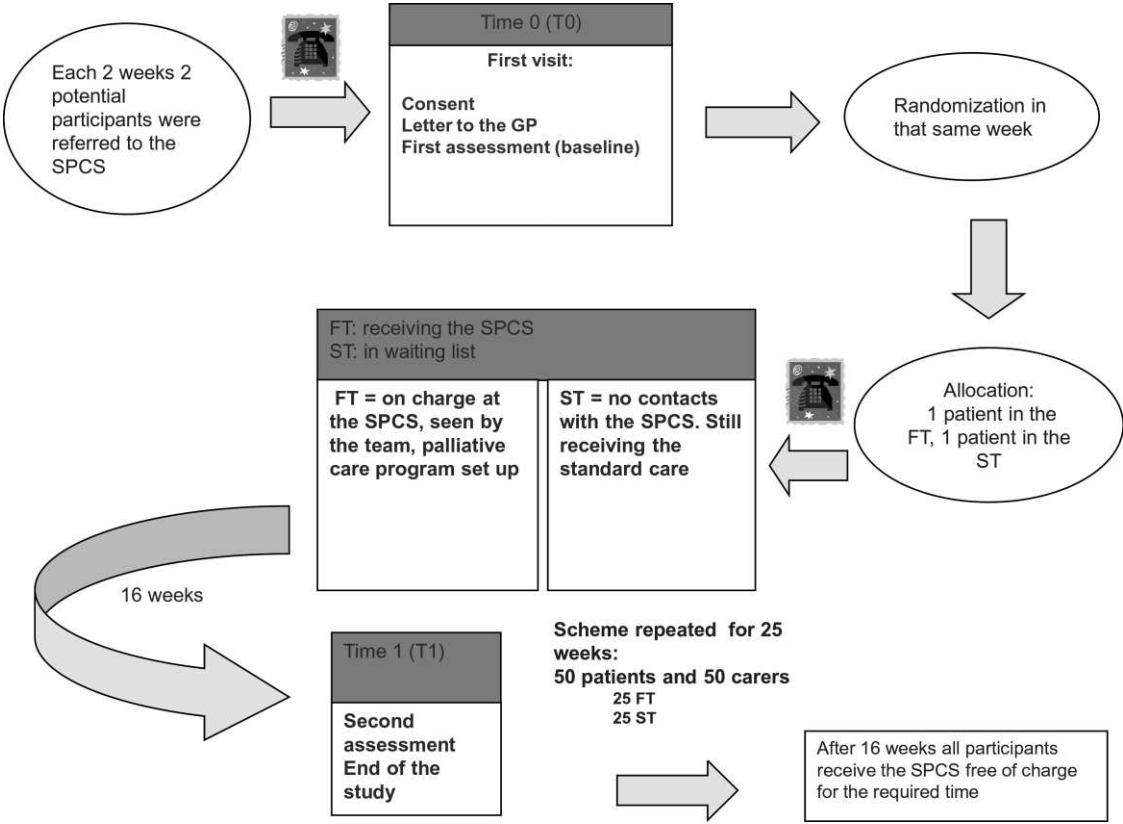 Each 2 weeks 2
potential
participants were
referred to the
SPCS
Time 0 (T0)
First visit:
Consent
Letter to the GP
First assessment (baseline)
Randomization in
that same week
Allocation:
1 patient in the
FT, 1 patient in the
ST
FT: receiving the SPCS
ST: in waiting list
FT = on charge at
the SPCS, seen by
the team, palliative
care program set up
ST = no contacts
with the SPCS. Still
receiving the
standard care
16 weeks
Time 1 (T1)
Second
assessment
End of the
study
Scheme repeated for 25
weeks:
50 patients and 50 carers
25 FT
25 ST
After 16 weeks all participants
receive the SPCS free of charge
for the required time